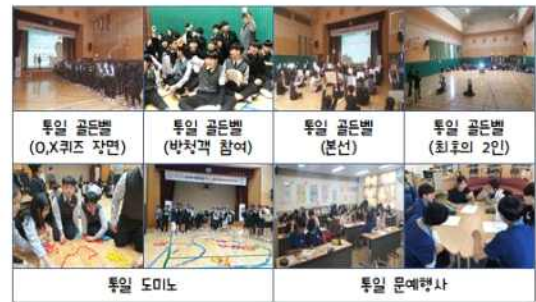 통일 골든벨
(O,X퀴즈 장면)
통일 골든벨
(방청객 참여)
통일 골든벨
(본선)
통일 골든벨
(최후의 2인)
통일 도미노
통일 문예행사